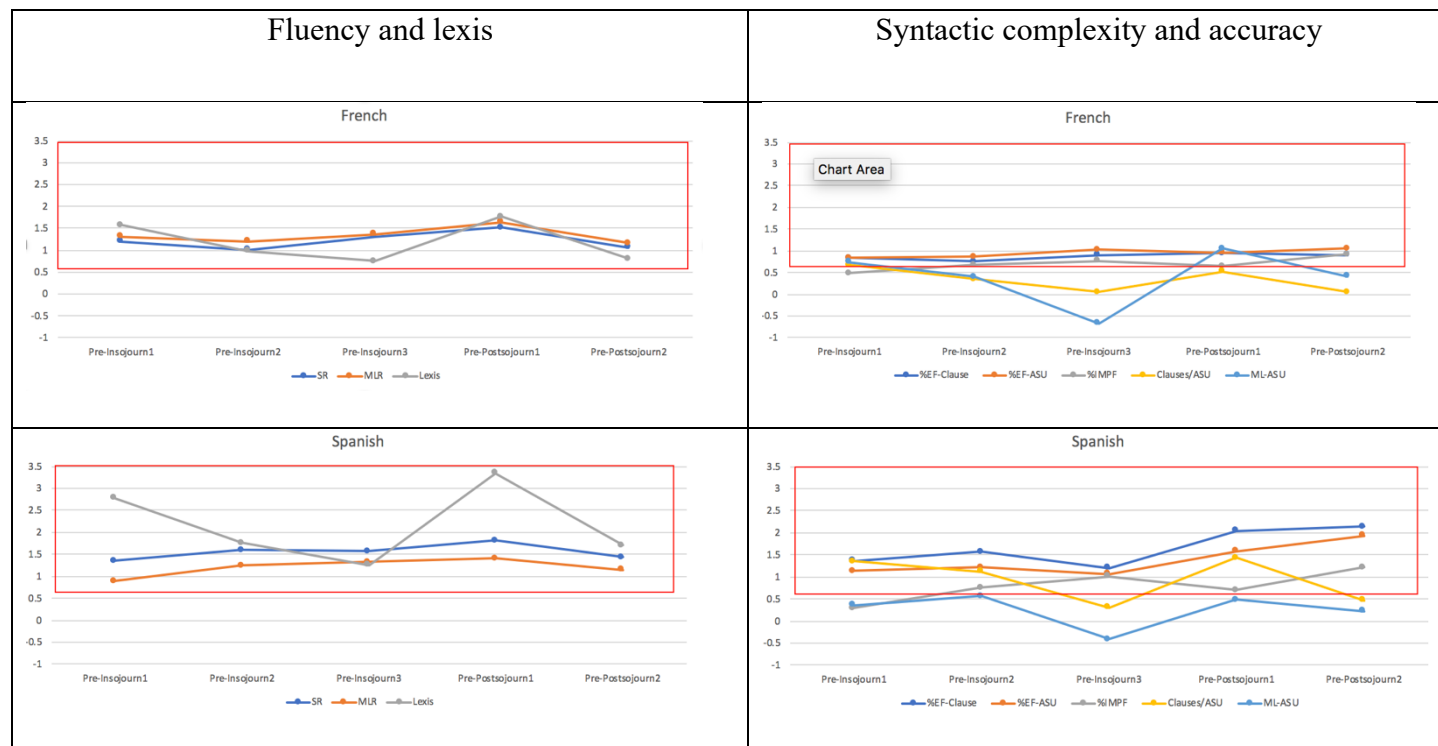 Fluency and lexis
Syntactic complexity and accuracy
French
3.5
3
2.5
2
1.5
1
0.5
0
-0.5
-1
Pre-Insojourn1 Pre-Insojourn2 Pre-Insojourn3 Pre-Postsojourn1 Pre-Postsojourn2
SR MLR Lexis
French
3.5
3
Chart Area
2.5
2
1.5
1
0.5
0
-0.5
-1
Pre-Insojourn1 Pre-Insojourn2 Pre-Insojourn3 Pre-Postsojourn1 Pre-Postsojourn2
%EF-Clause %EF-ASU %IMPF Clauses/ASU ML-ASU
Spanish
3.5
3
2.5
2
1.5
1
0.5
0
-0.5
-1
Pre-Insojourn1 Pre-Insojourn2 Pre-Insojourn3 Pre-Postsojourn1 Pre-Postsojourn2
SR MLR Lexis
Spanish
3.5
3
2.5
2
1.5
1
0.5
0
-0.5
-1
Pre-Insojourn1 Pre-Insojourn2 Pre-Insojourn3 Pre-Postsojourn1 Pre-Postsojourn2
%EF-Clause %EF-ASU %IMPF Clauses/ASU ML-ASU